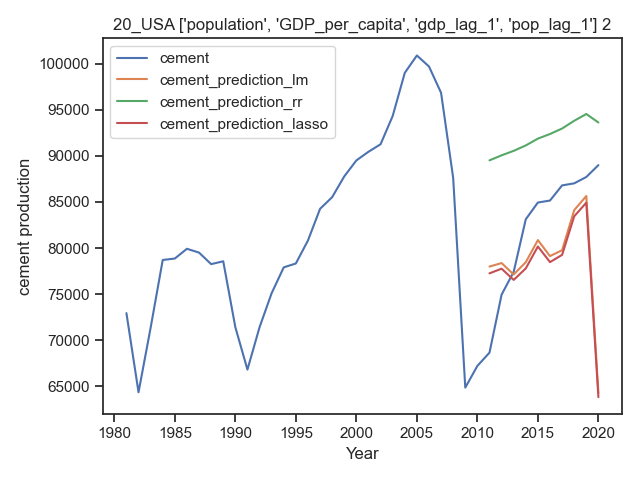 20_USA ['population', 'GDP_per_capita', 'gdp_lag_1', 'pop_lag_1'] 2
cement
cement_prediction_lm
cement_prediction_rr
cement_prediction_lasso
cement production
100000
95000
90000
85000
80000
75000
70000
65000
1980 1985 1990 1995 2000 2005 2010 2015 2020
Year